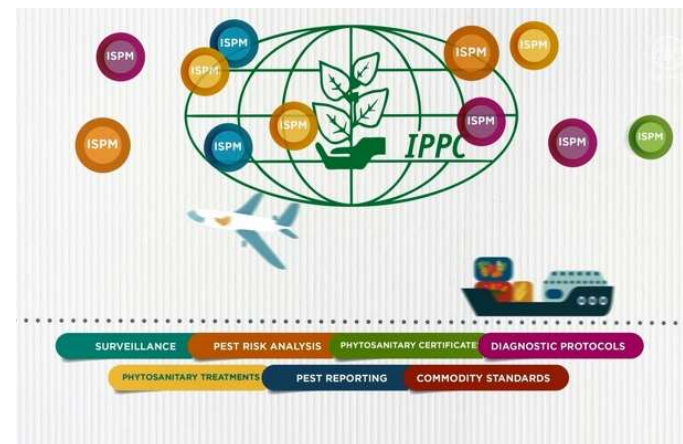 ISPM
ISPM
ISPM
ISPM
ISPM
ISPM
ISPM
ISPM
ISPM
ISPM
ISPM
IPPC
SURVEILLANCE
PEST RISK ANALYSIS
PHYTOSANITARY CERTIFICATE
DIAGNOSTIC PROTOCOLS
PHYTOSANITARY TREATMENTS
PEST REPORTING
COMMODITY STANDARDS